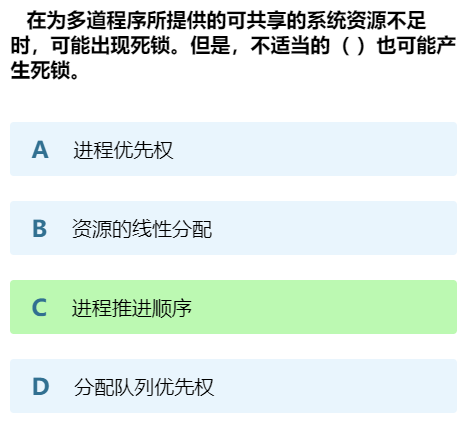 在为多道程序所提供的可共享的系统资源不足
时，可能出现死锁。但是，不适当的（ ）也可能产
生死锁。
A 进程优先权
B 资源的线性分配
C 进程推进顺序
D 分配队列优先权